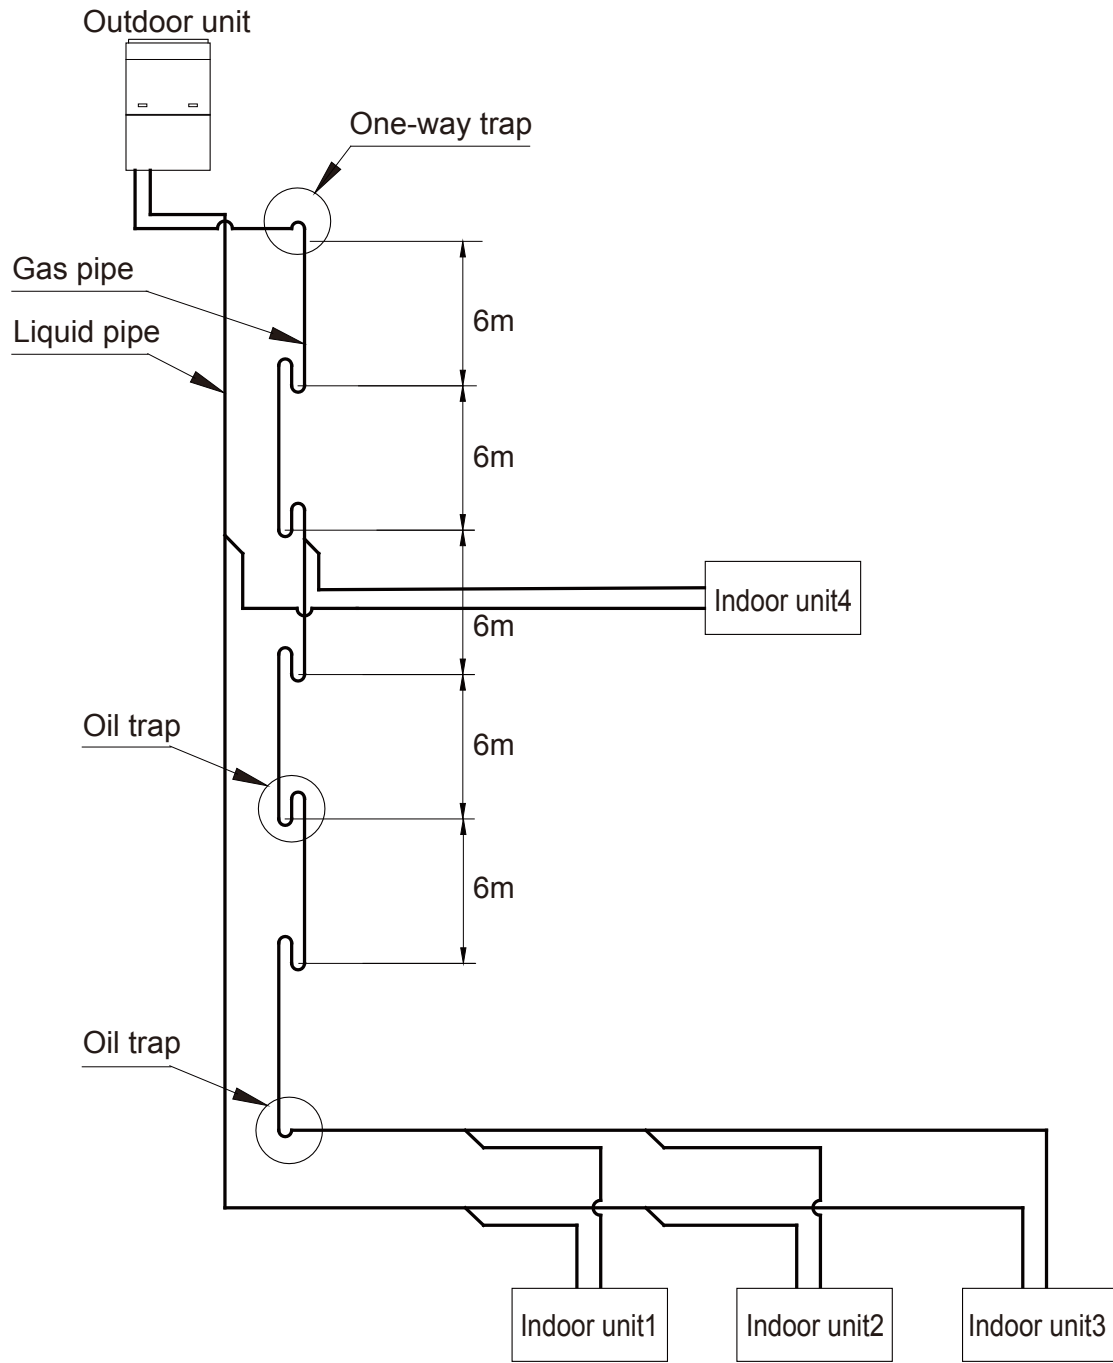 Outdoor unit
One-way trap
Gas pipe
6m
Liquid pipe
6m
Indoor unit4
6m
Oil trap
6m
6m
Oil trap
Indoor unit1
Indoor unit2
Indoor unit3